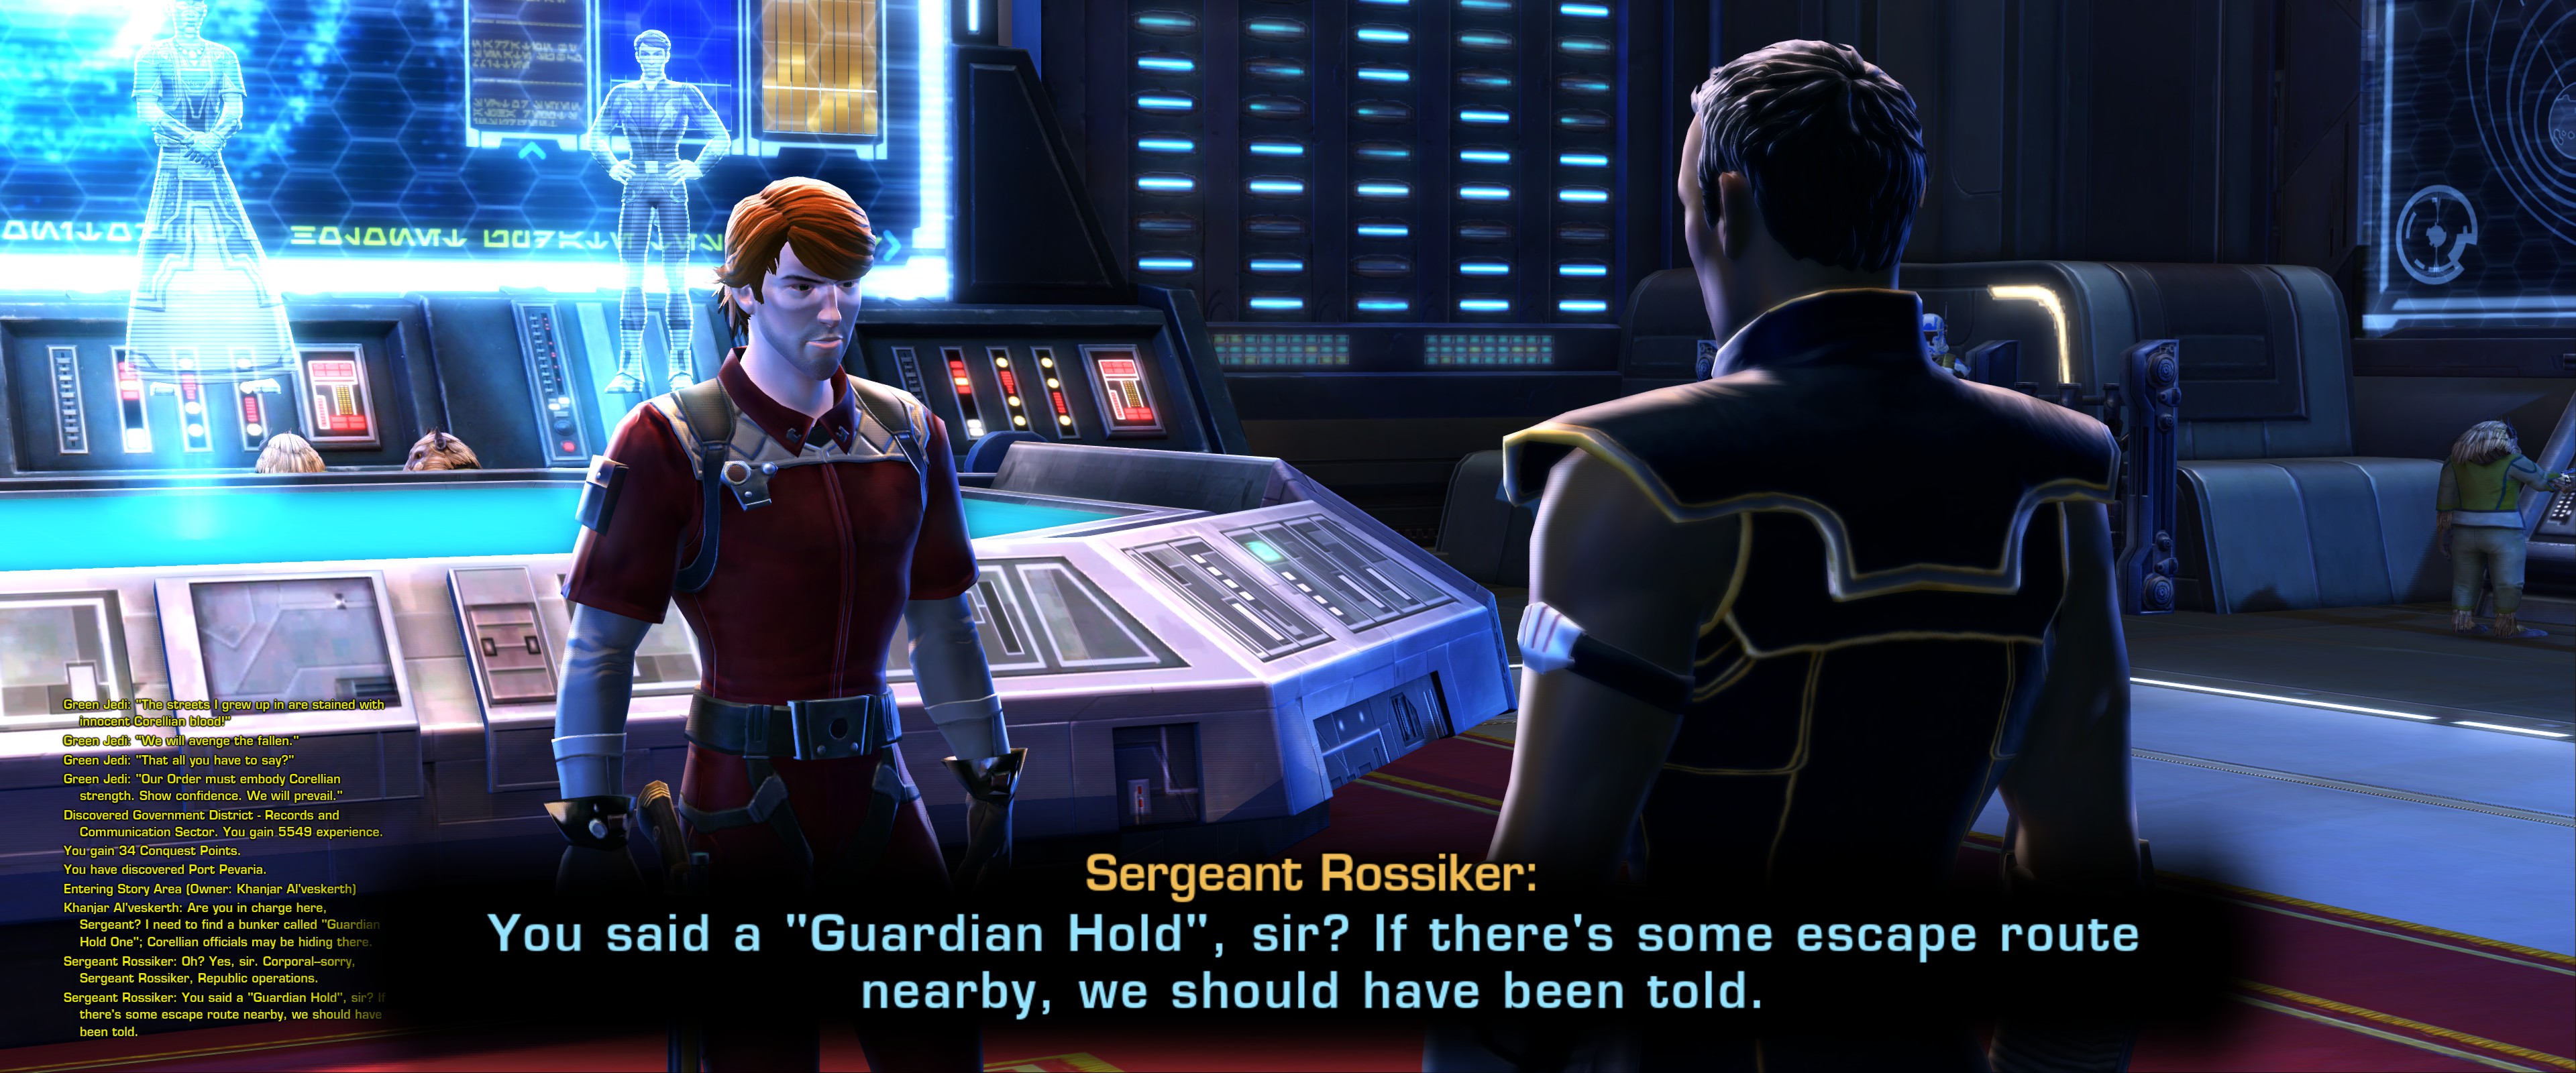 Green Jedi: "The streets I grew up in are stained with
innocent Corellian blood!"
Green Jedi: "We will avenge the fallen."
Green Jedi: "That all you have to say?"
Green Jedi: "Our Order must embody Corellian
strength. Show confidence. We will prevail."
Discovered Government District - Records and
Communication Sector. You gain 5549 experience.
You gain 34 Conquest Points.
You have discovered Port Pevaria.
Entering Story Area (Owner: Khanjar Al'veskerth)
Khanjar Al'veskerth: Are you in charge here,
Sergeant? I need to find a bunker called "Guardian
Hold One"; Corellian officials may be hiding there.
Sergeant Rossiker: Oh? Yes, sir. Corporal–sorry,
Sergeant Rossiker, Republic operations.
Sergeant Rossiker: You said a "Guardian Hold", sir? If
there's some escape route nearby, we should have
been told.
Sergeant Rossiker:
You said a "Guardian Hold", sir? If there's some escape route
nearby, we should have been told.